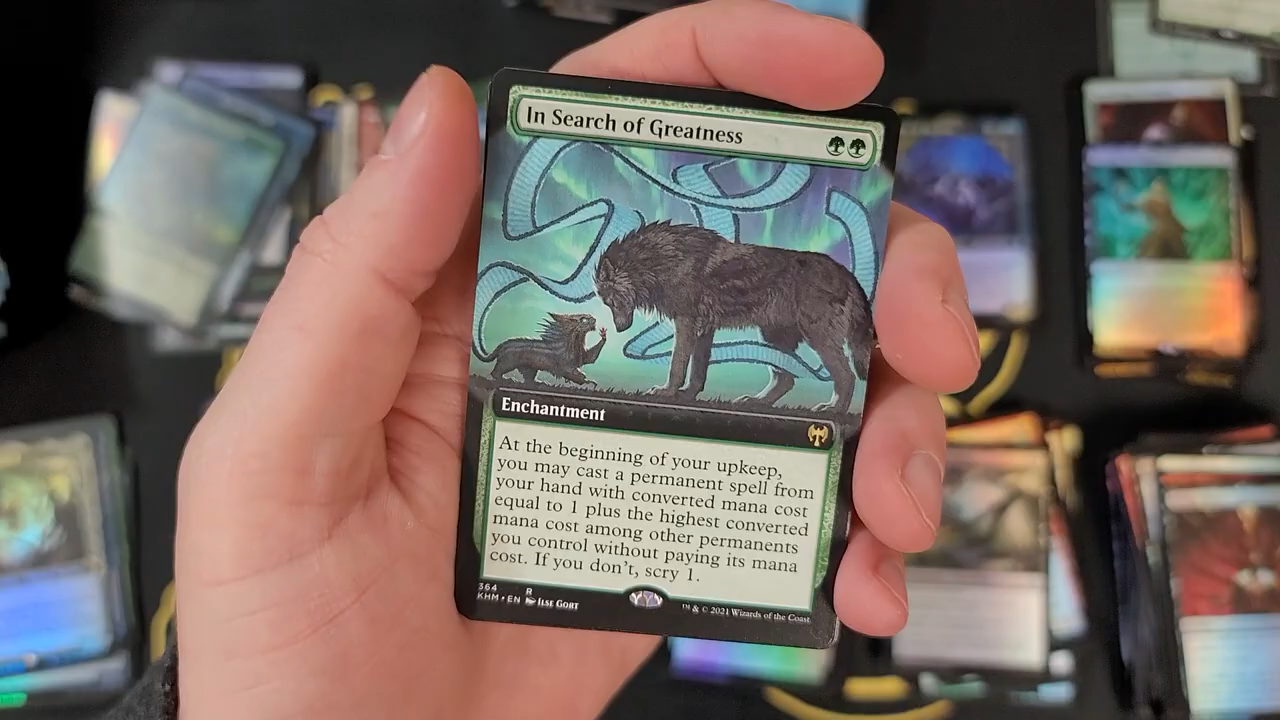 In Search of Greatness
Enchantment
At the beginning of your upkeep,
you may cast a permanent spell from
your hand with converted mana cost
equal to 1 plus the highest converted
mana cost among other permanents
you control without paying its mana
cost. If you don't, scry 1.
364 R
KHM • EN ILSE GORT
™ & © 2021 Wizards of the Coast